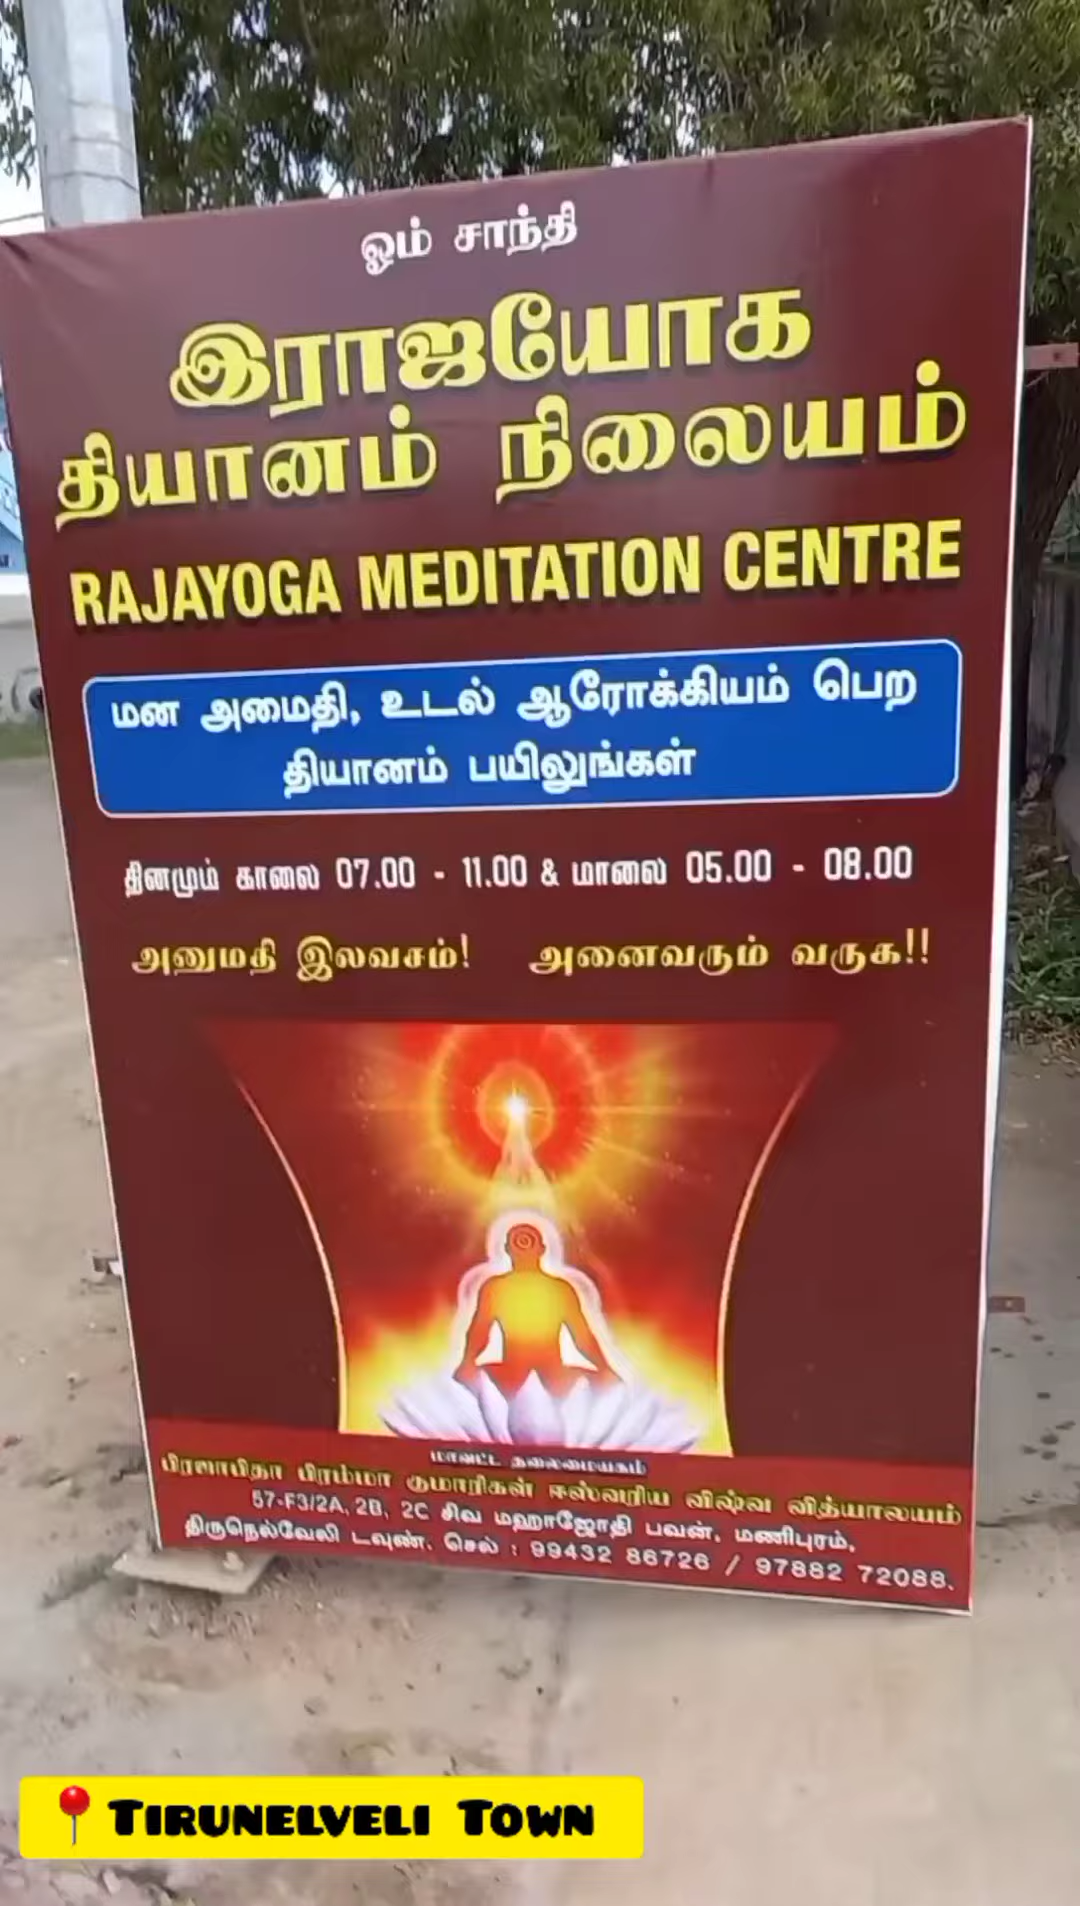 ஓம் சாந்தி
இராஜயோக
தியானம் நிலையம்
RAJAYOGA MEDITATION CENTRE
மன அமைதி, உடல் ஆரோக்கியம் பெற
தியானம் பயிலுங்கள்
தினமும் காலை 07.00 - 11.00 & மாலை 05.00 - 08.00
அனுமதி இலவசம்! அனைவரும் வருக!!
மாவட்ட தலைமையகம்
பிரஜாபிதா பிரம்மா குமாரிகள் ஈஸ்வரிய விஷ்வ வித்யாலயம்
57-F3/2A, 2B, 2C சிவ மஹாஜோதி பவன், மணிபுரம்,
திருநெல்வேலி டவுண். செல் : 99432 86726 / 97882 72088.
📍TIRUNELVELI TOWN